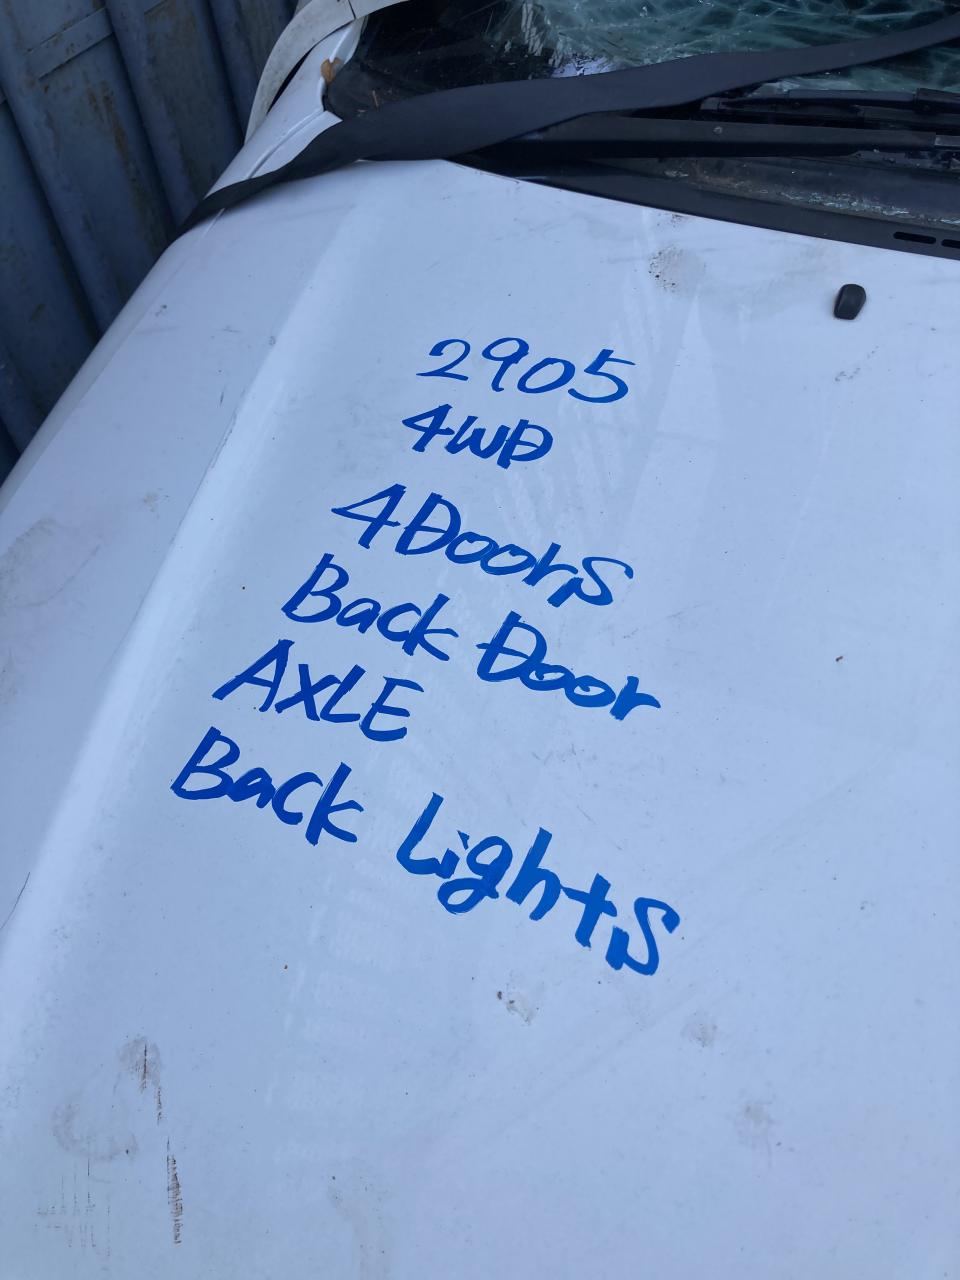 2905
4WD
4Doors
Back Door
AXLE
Back Lights